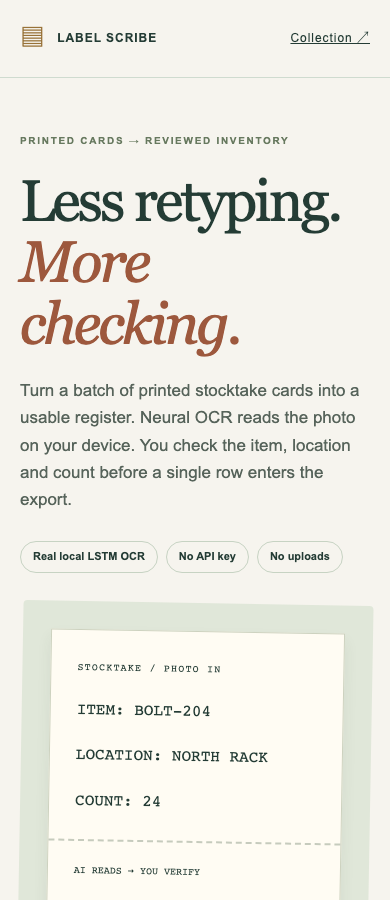 LABEL SCRIBE
Collection ↗
PRINTED CARDS → REVIEWED INVENTORY
Less retyping.
More
checking.
Turn a batch of printed stocktake cards into a
usable register. Neural OCR reads the photo
on your device. You check the item, location
and count before a single row enters the
export.
Real local LSTM OCR
No API key
No uploads
STOCKTAKE / PHOTO IN
ITEM: BOLT-204
LOCATION: NORTH RACK
COUNT: 24
AI READS → YOU VERIFY